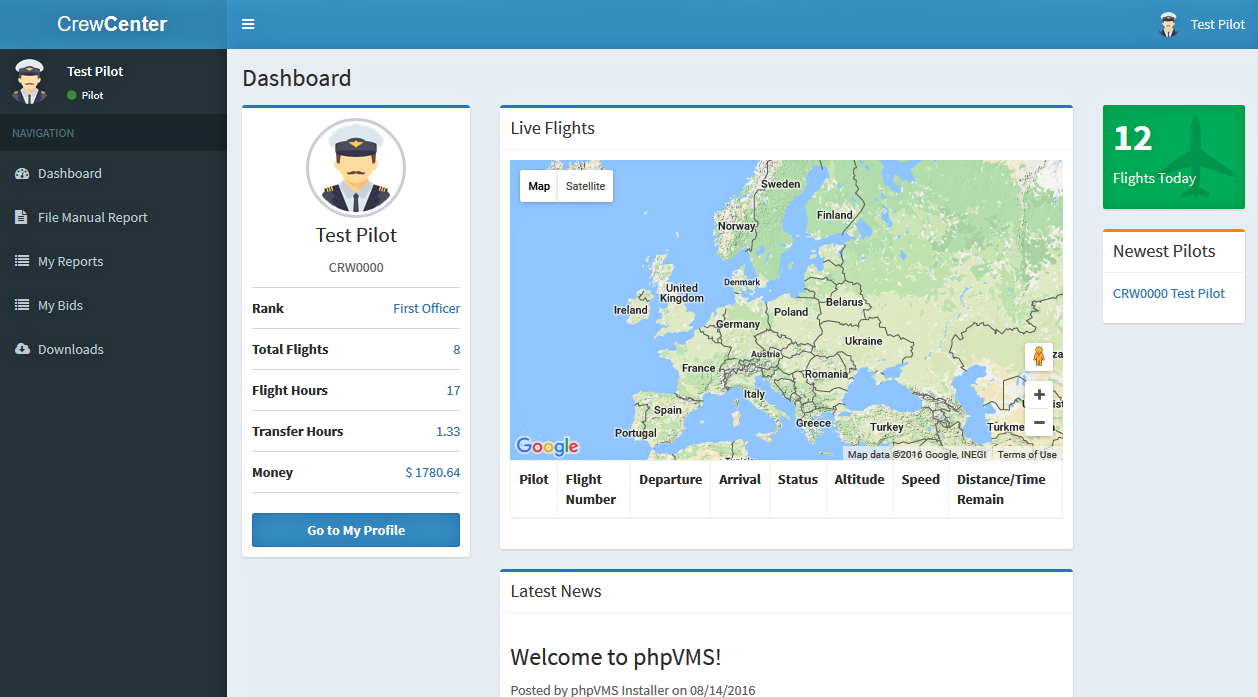 CrewCenter
Test Pilot
Test Pilot
Pilot
NAVIGATION
Dashboard
File Manual Report
My Reports
My Bids
Downloads
Dashboard
Test Pilot
CRW0000
Rank First Officer
Total Flights 8
Flight Hours 17
Transfer Hours 1.33
Money $ 1780.64
Go to My Profile
Live Flights
Map Satellite
Sweden
Finland
Norway
Denmark
United
Kingdom
Ireland
Belarus
Poland
Germany
Ukraine
Austria
France
Romania
Italy
Spain
Portugal
Greece
Turkey
Google
Map data ©2016 Google, INEGI Terms of Use
Pilot Flight Number Departure Arrival Status Altitude Speed Distance/Time Remain
Latest News
Welcome to phpVMS!
Posted by phpVMS Installer on 08/14/2016
12
Flights Today
Newest Pilots
CRW0000 Test Pilot